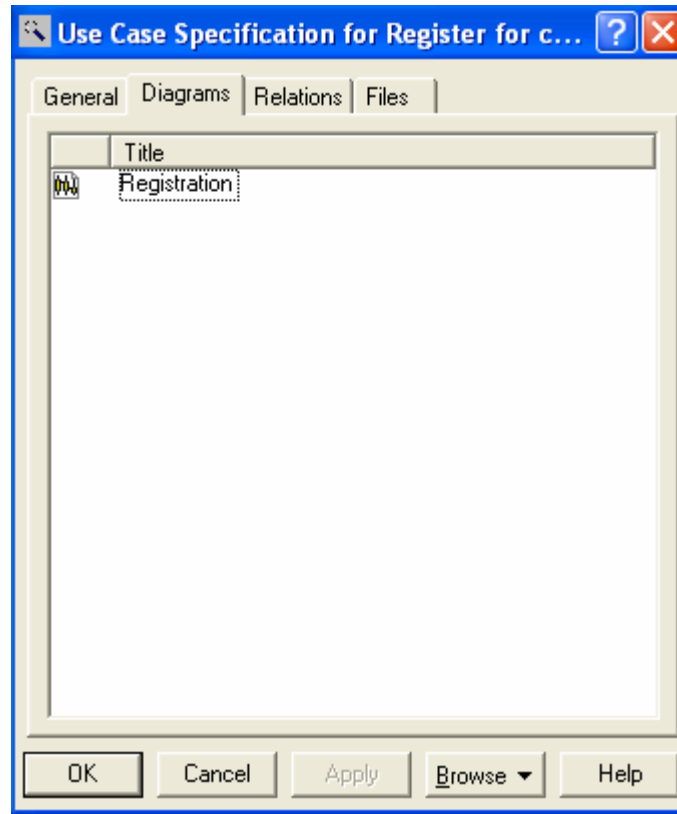 Use Case Specification for Register for c...
General Diagrams Relations Files
Title
Registration
OK Cancel Apply Browse Help